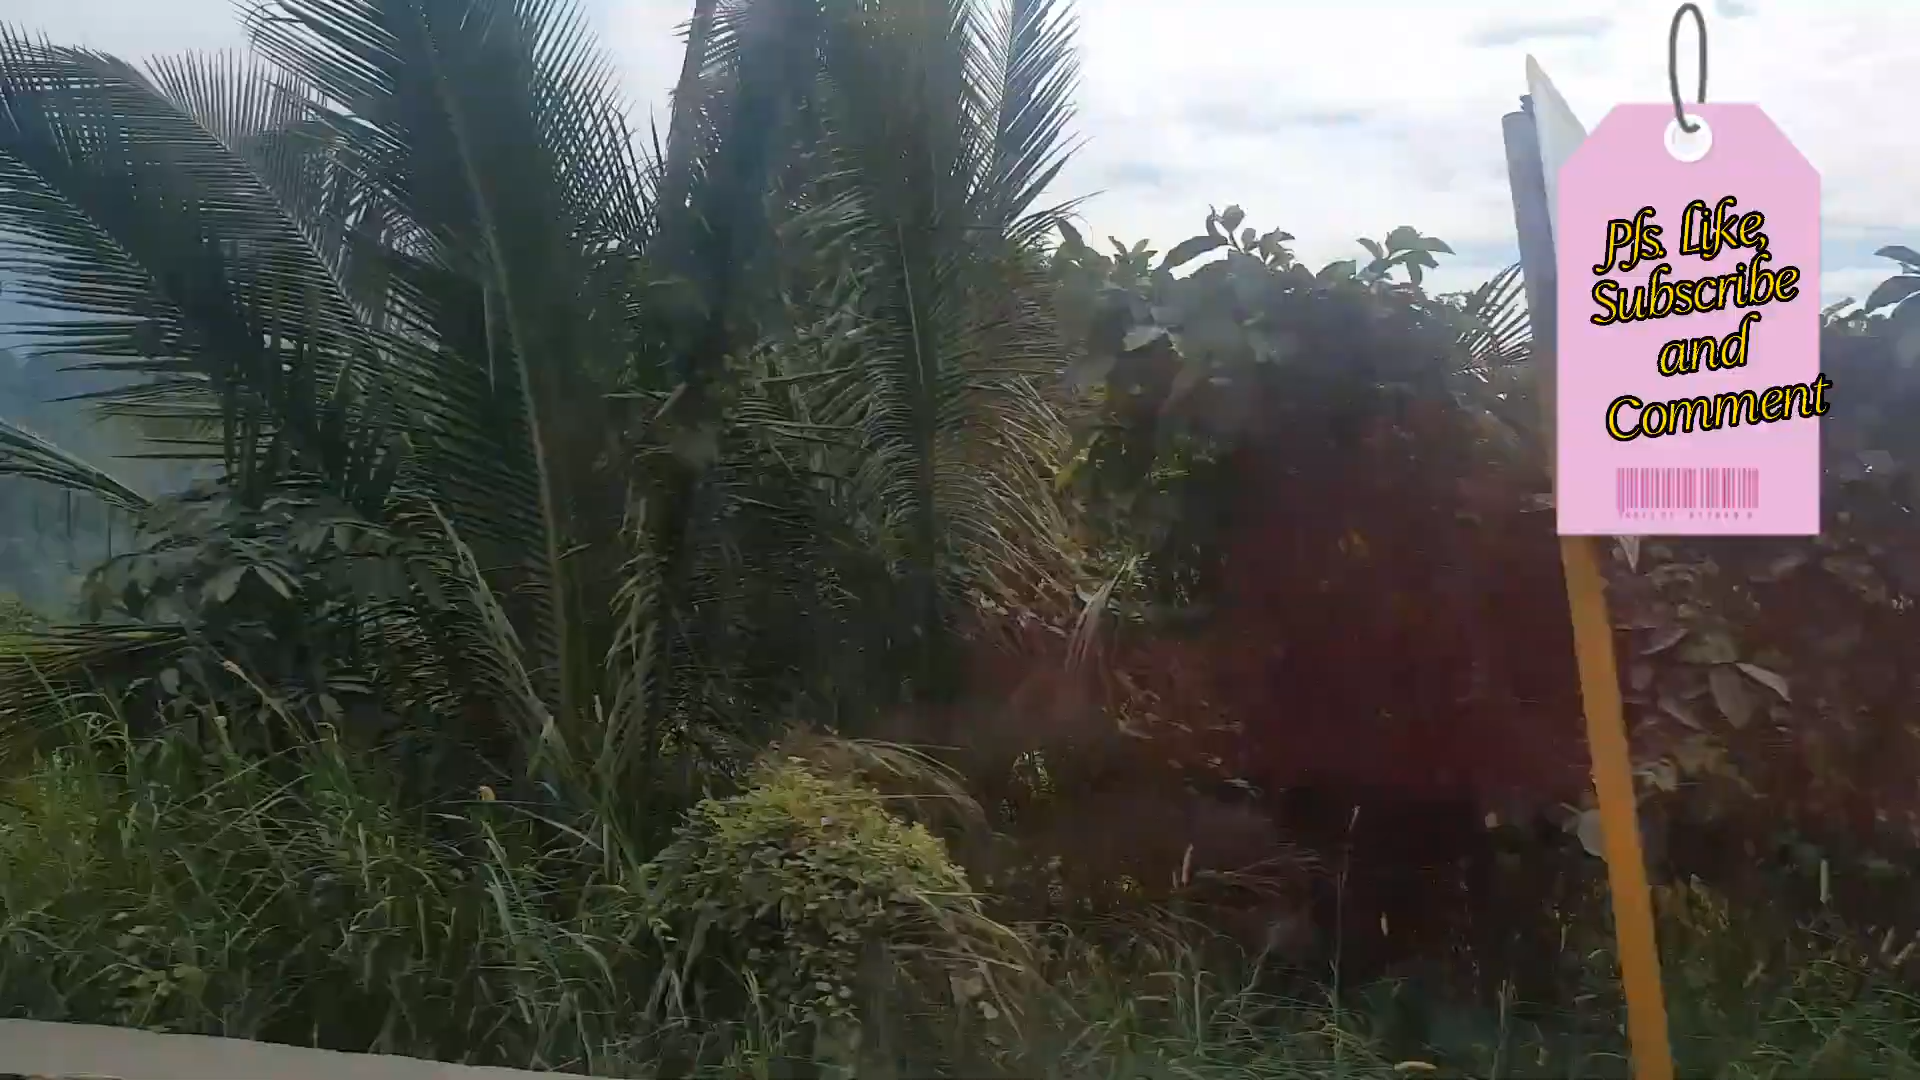 Pls. Like,
Subscribe
and
Comment